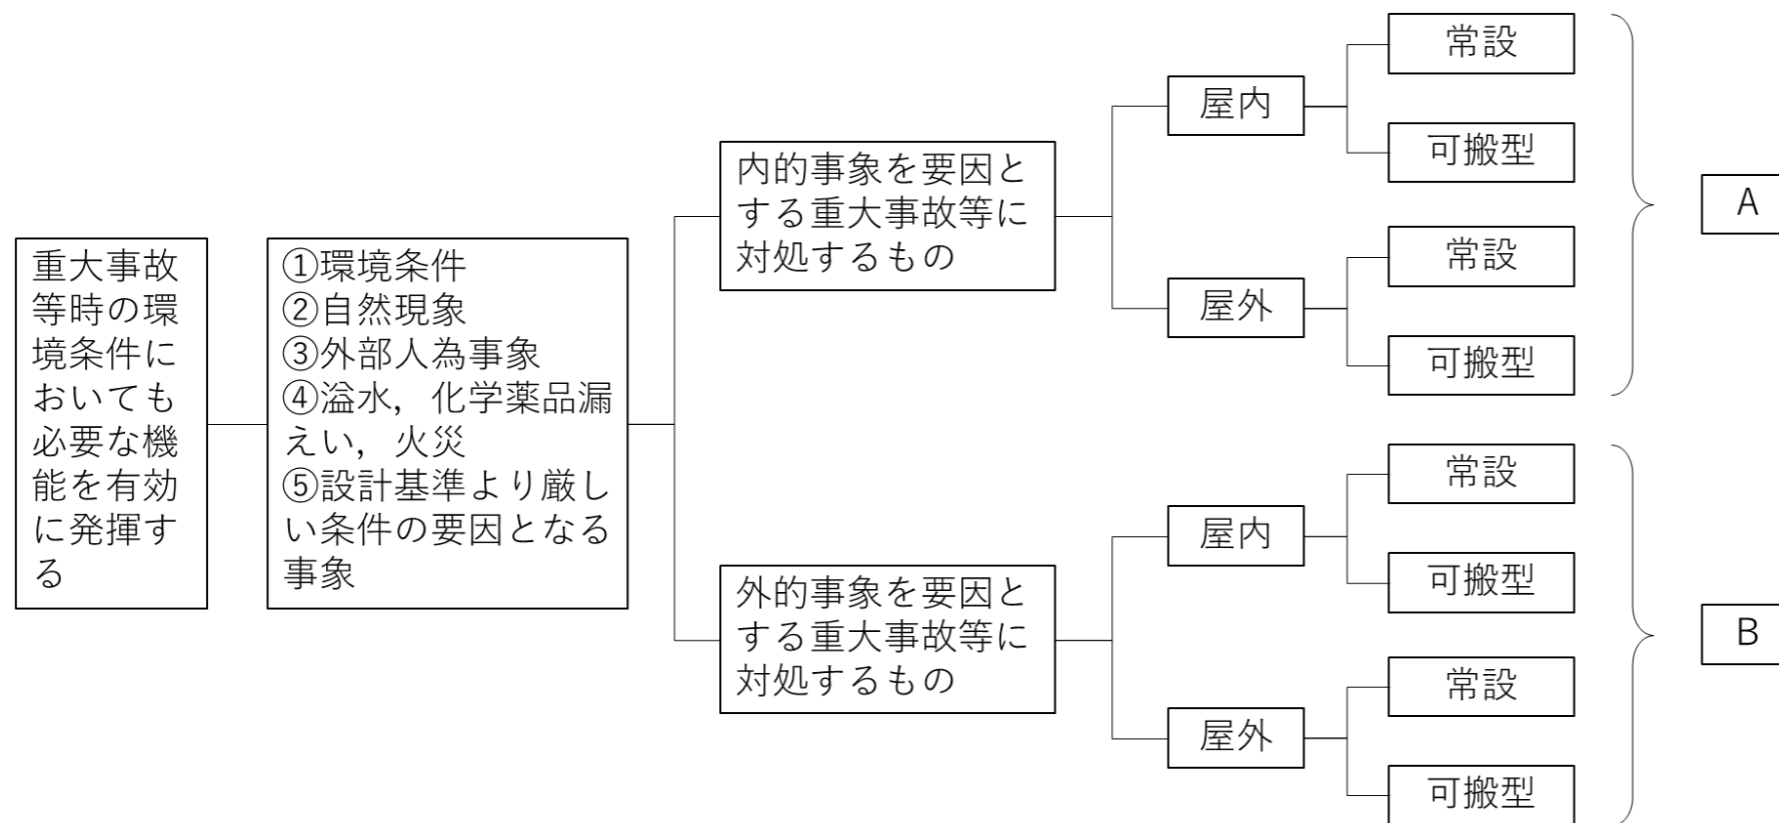 重大事故
等時の環
境条件に
おいても
必要な機
能を有効
に発揮す
る
①環境条件
②自然現象
③外部人為事象
④溢水，化学薬品漏
えい，火災
⑤設計基準より厳し
い条件の要因となる
事象
内的事象を要因と
する重大事故等に
対処するもの
屋内
常設
可搬型
屋外
常設
可搬型
A
外的事象を要因と
する重大事故等に
対処するもの
屋内
常設
可搬型
屋外
常設
可搬型
B